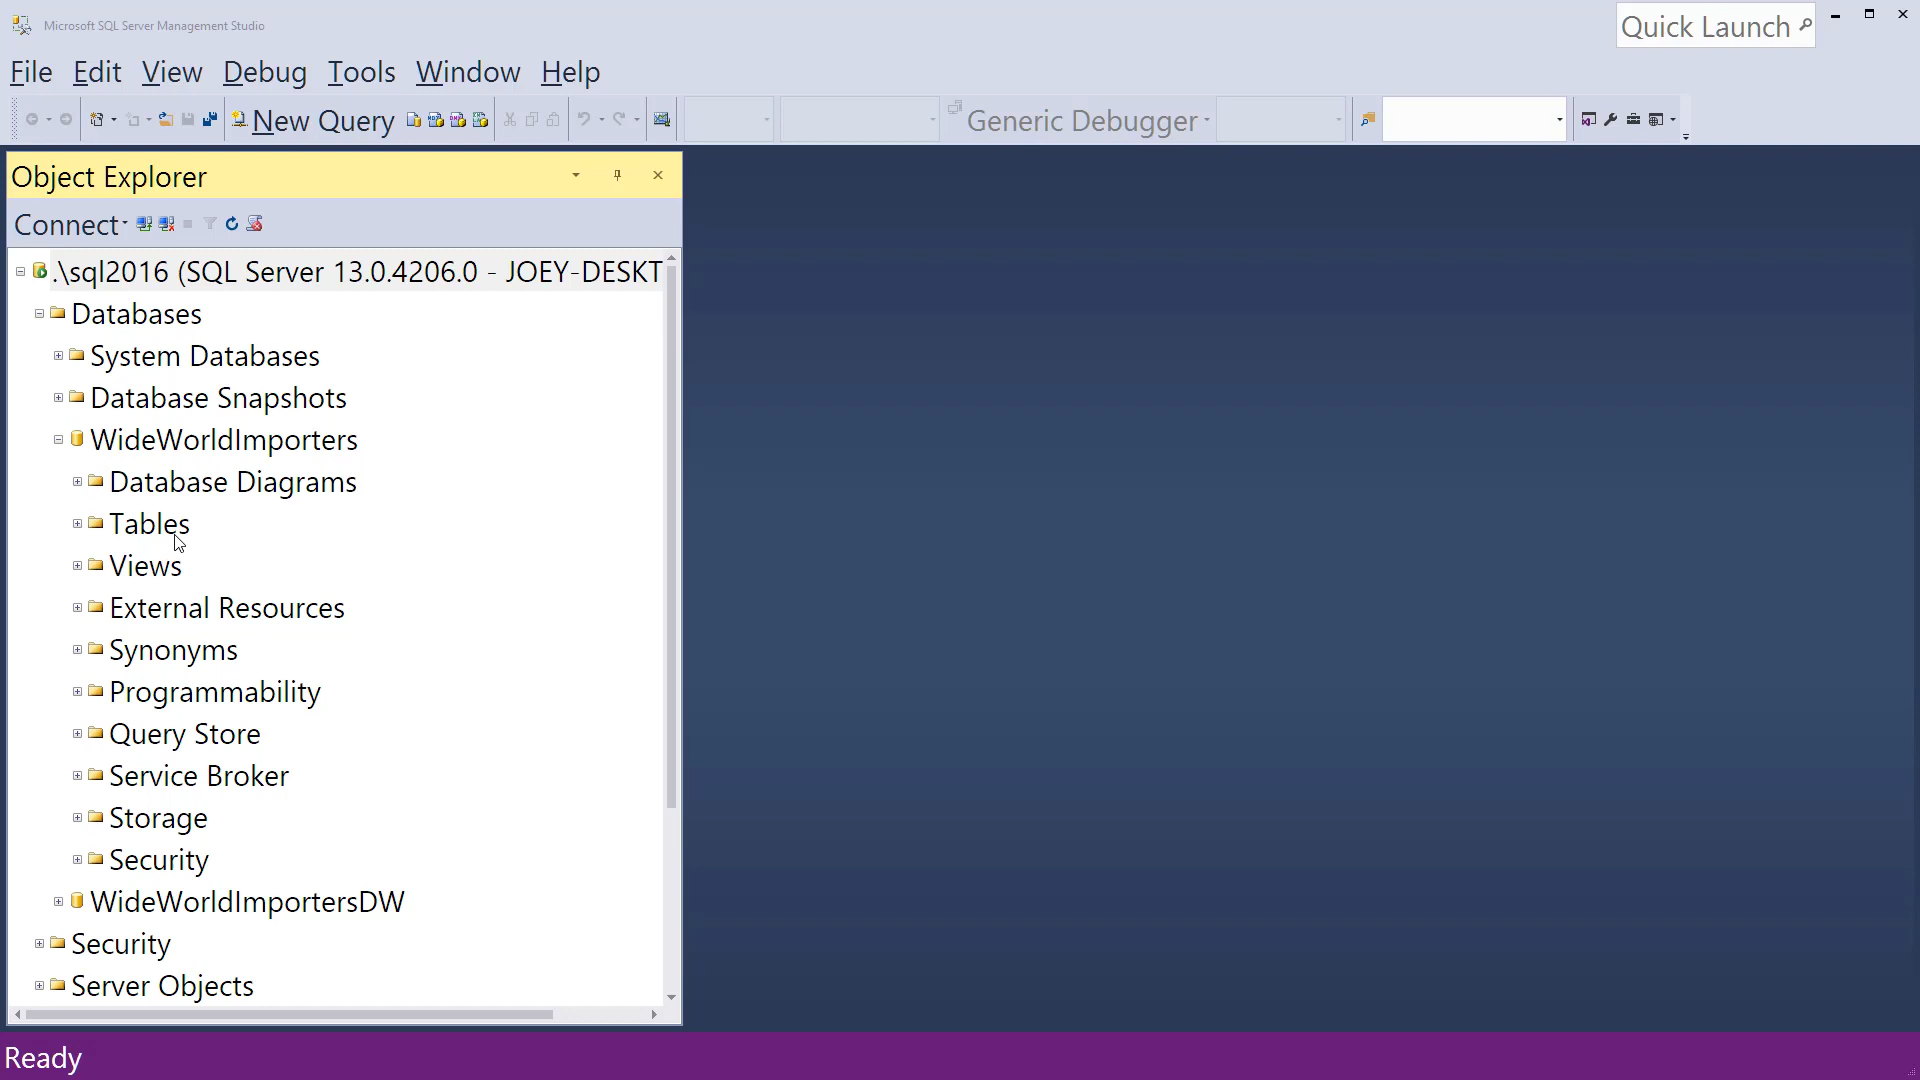 Microsoft SQL Server Management Studio
Quick Launch
File Edit View Debug Tools Window Help
New Query
Generic Debugger
Object Explorer
Connect
.\sql2016 (SQL Server 13.0.4206.0 - JOEY-DESKT
Databases
System Databases
Database Snapshots
WideWorldImporters
Database Diagrams
Tables
Views
External Resources
Synonyms
Programmability
Query Store
Service Broker
Storage
Security
WideWorldImportersDW
Security
Server Objects
Ready